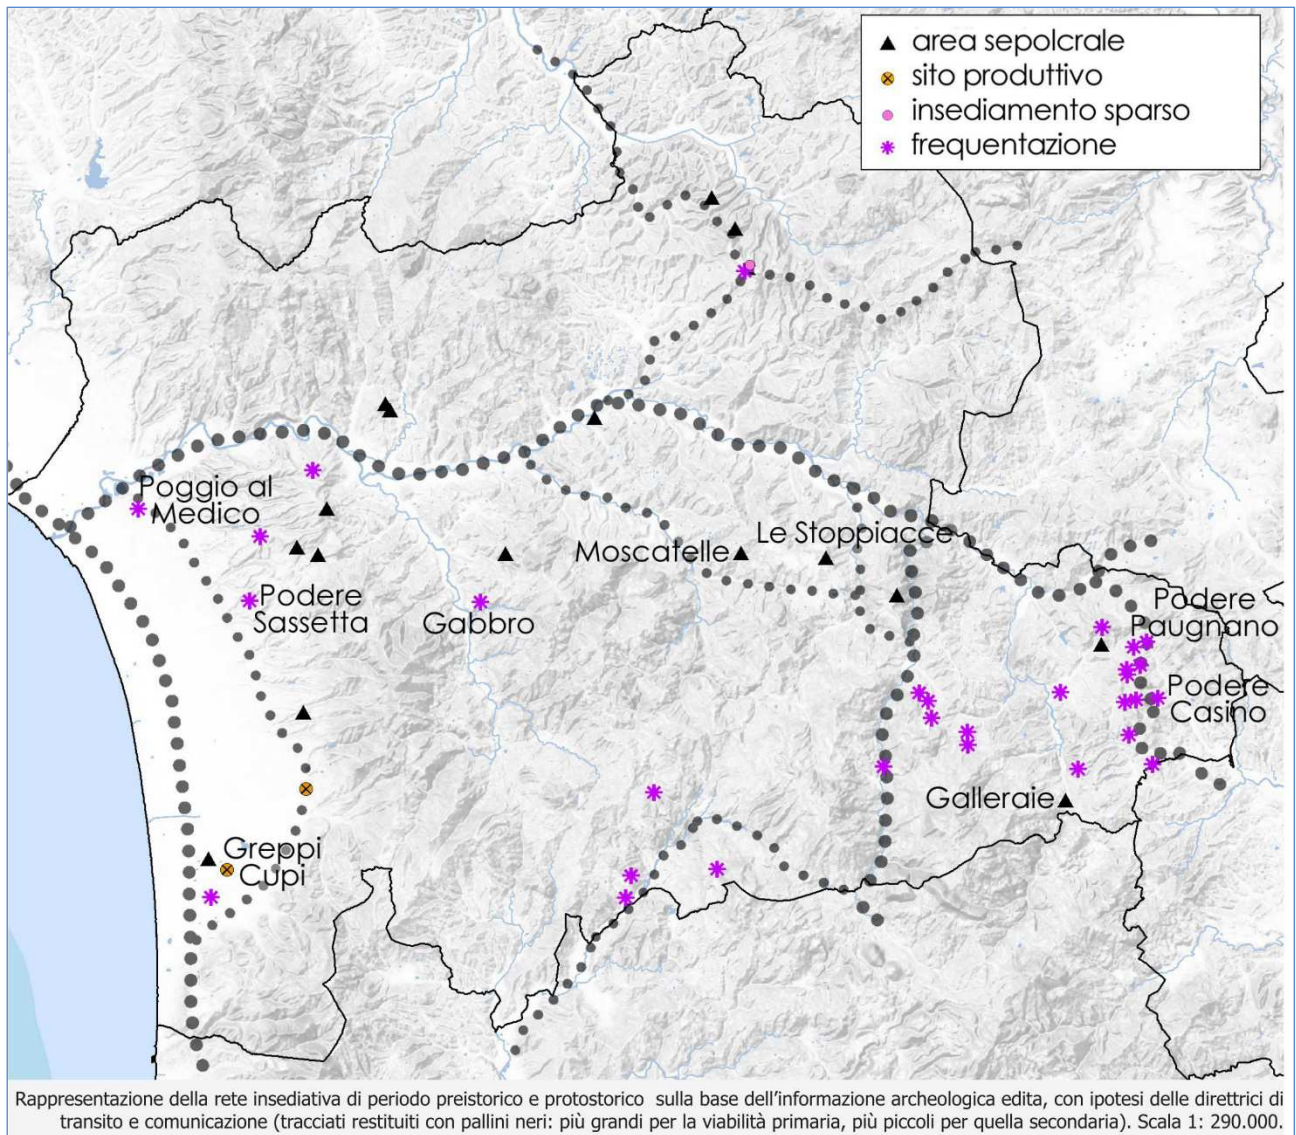 area sepolcrale
sito produttivo
insediamento sparso
frequentazione
Poggio al
Medico
Podere
Sassetta
Gabbro
Moscatelle
Le Stoppiacce
Podere
Paugnano
Podere
Casino
Galleraie
Greppi
Cupi
Rappresentazione della rete insediativa di periodo preistorico e protostorico sulla base dell'informazione archeologica edita, con ipotesi delle direttrici di
transito e comunicazione (tracciati restituiti con pallini neri: più grandi per la viabilità primaria, più piccoli per quella secondaria). Scala 1: 290.000.